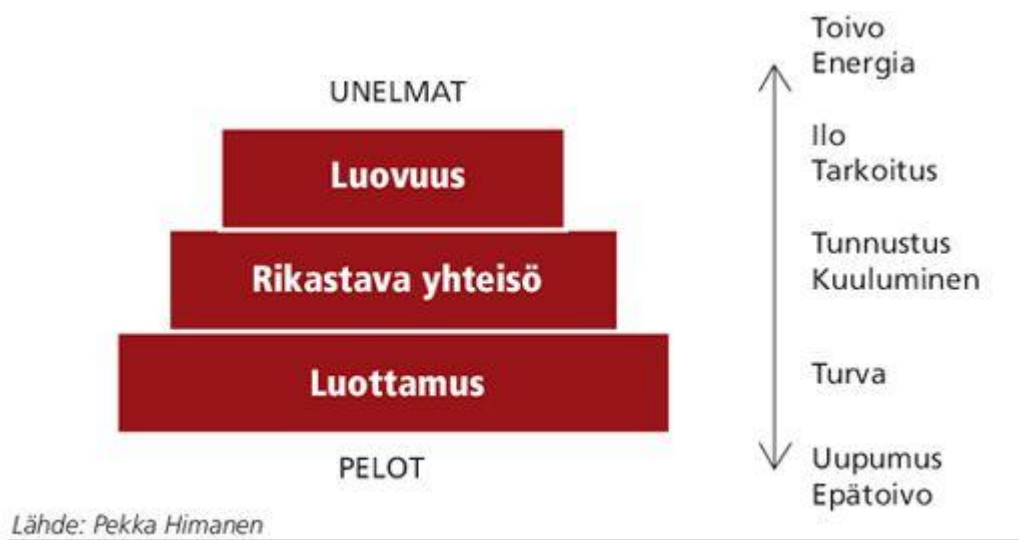 UNELMAT
Luovuus
Rikastava yhteisö
Luottamus
PELOT
Toivo
Energia
Ilo
Tarkoitus
Tunnustus
Kuuluminen
Turva
Uupumus
Epätoivo
Lähde: Pekka Himanen